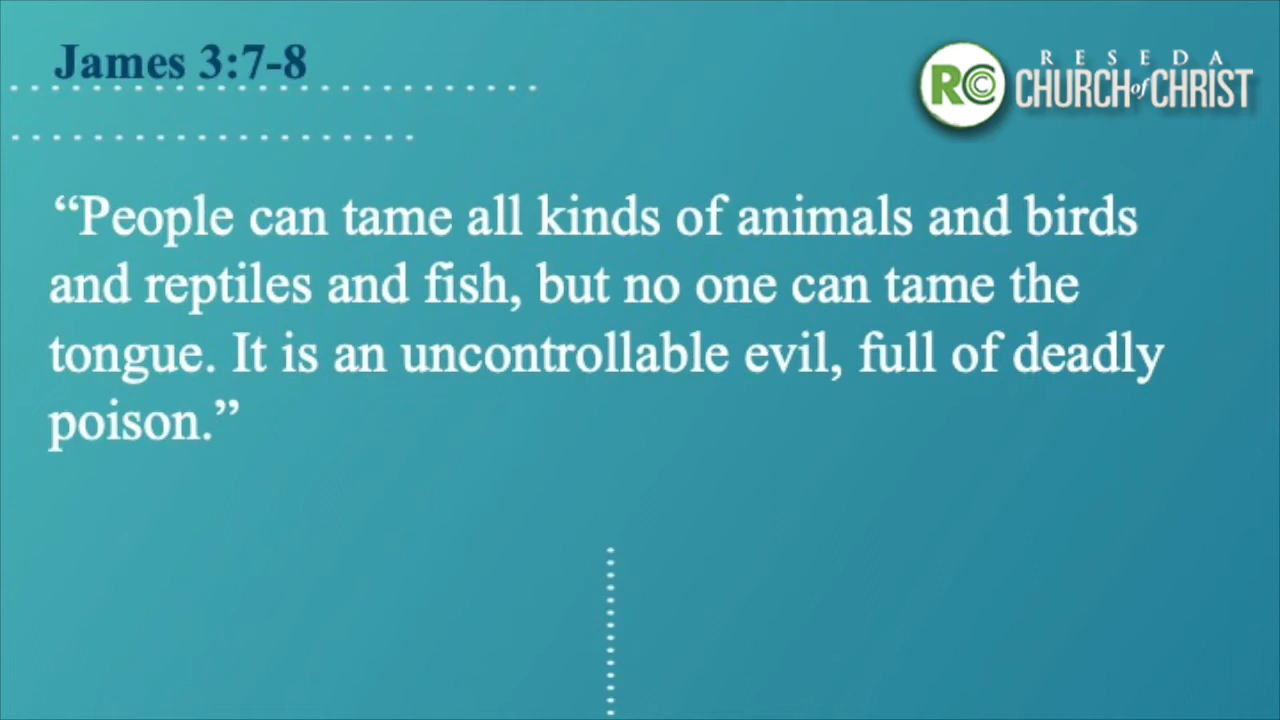 James 3:7-8
RCC
RESEDA
CHURCH of CHRIST
“People can tame all kinds of animals and birds
and reptiles and fish, but no one can tame the
tongue. It is an uncontrollable evil, full of deadly
poison.”